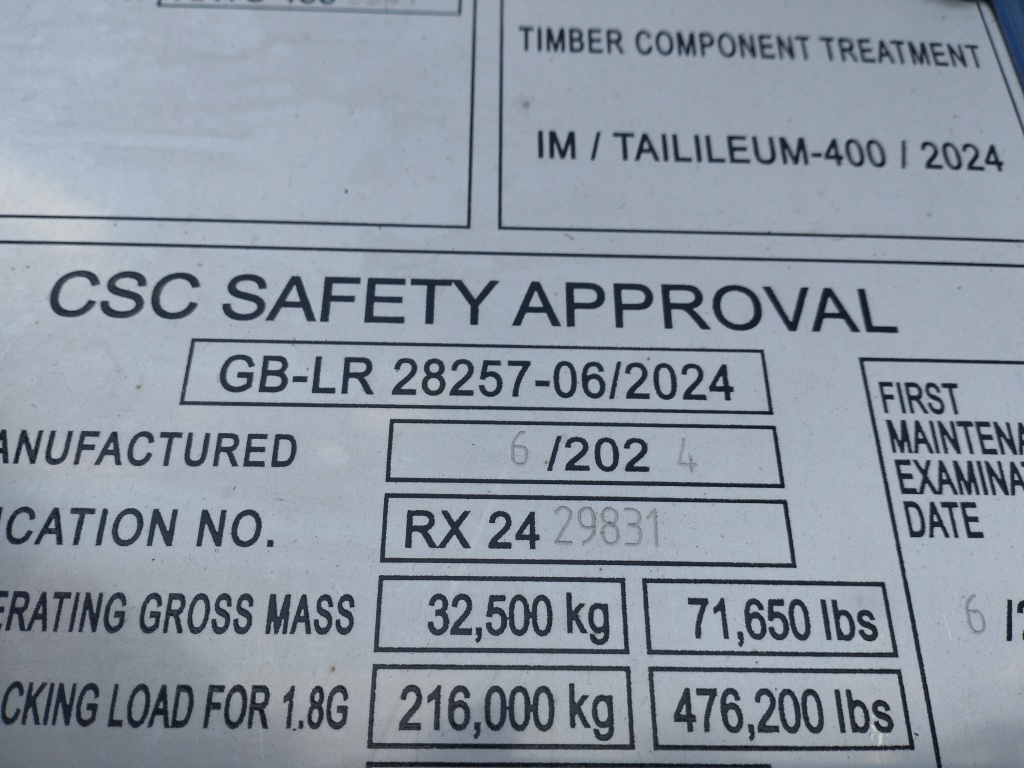 TIMBER COMPONENT TREATMENT
IM / TAILILEUM-400 / 2024
CSC SAFETY APPROVAL
GB-LR 28257-06/2024
ANUFACTURED 6 /202 4
ICATION NO. RX 24 29831
ERATING GROSS MASS 32,500 kg 71,650 lbs
CKING LOAD FOR 1.8G 216,000 kg 476,200 lbs
FIRST
MAINTENA
EXAMINA
DATE
6 /2